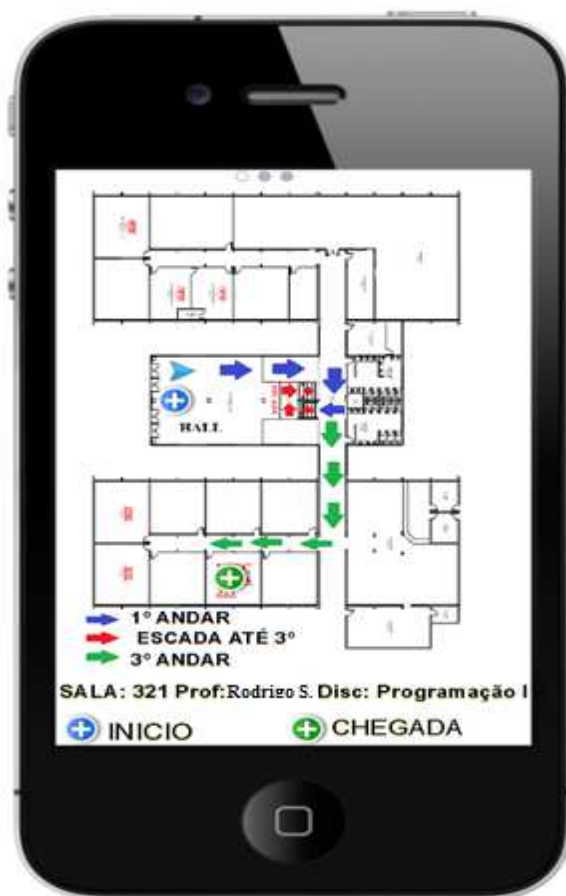 HALL
1º ANDAR
ESCADA ATÉ 3º
3º ANDAR
SALA: 321 Prof:Rodrigo S. Disc: Programação I
INICIO
CHEGADA